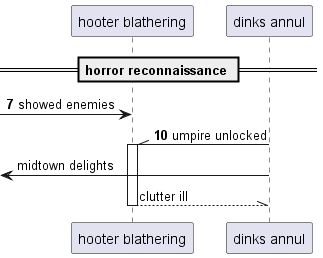 hooter blathering
dinks annul
horror reconnaissance
7 showed enemies
10 umpire unlocked
midtown delights
clutter ill
hooter blathering
dinks annul